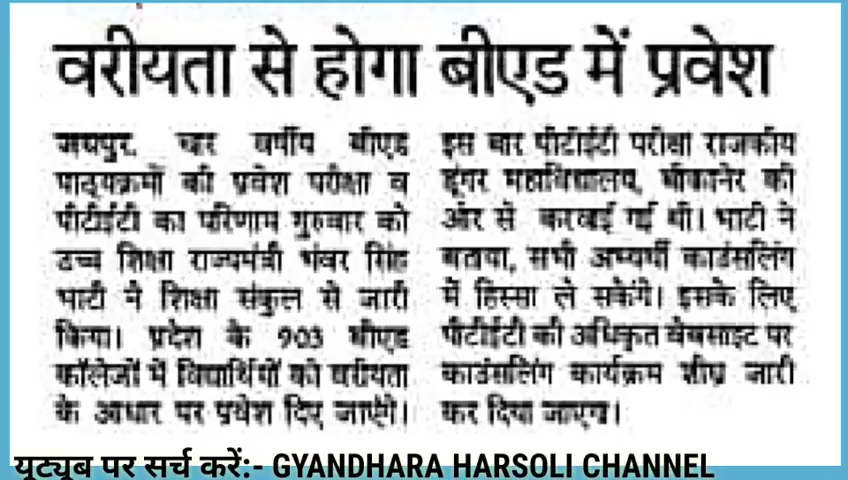 वरीयता से होगा बीएड में प्रवेश
जयपुर. चार वर्षीय बीएड
पाठ्यक्रमों की प्रवेश परीक्षा व
पीटीईटी का परिणाम गुरुवार को
उच्च शिक्षा राज्यमंत्री भंवर सिंह
भाटी ने शिक्षा संकुल से जारी
किया। प्रदेश के 903 बीएड
कॉलेजों में विद्यार्थियों को वरीयता
के आधार पर प्रवेश दिए जाएंगे।
इस बार पीटीईटी परीक्षा राजकीय
डूंगर महाविद्यालय, बीकानेर की
ओर से करवाई गई थी। भाटी ने
बताया, सभी अभ्यर्थी काउंसलिंग
में हिस्सा ले सकेंगे। इसके लिए
पीटीईटी की अधिकृत वेबसाइट पर
काउंसलिंग कार्यक्रम शीघ्र जारी
कर दिया जाएगा।
यूट्यूब पर सर्च करें:- GYANDHARA HARSOLI CHANNEL